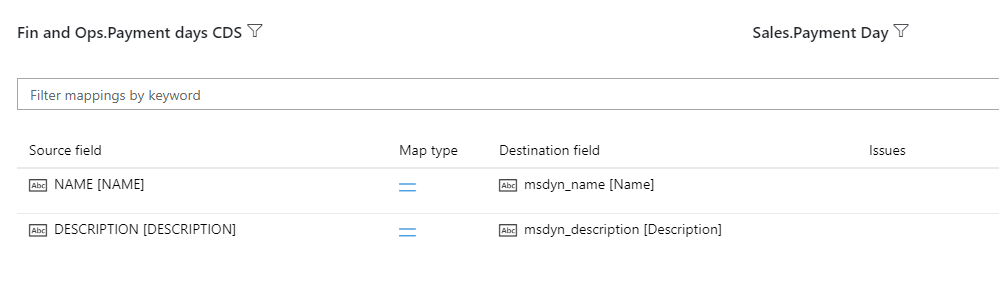 Fin and Ops.Payment days CDS Sales.Payment Day
Filter mappings by keyword
Source field Map type Destination field Issues
Abc NAME [NAME] Abc msdyn_name [Name]
Abc DESCRIPTION [DESCRIPTION] Abc msdyn_description [Description]